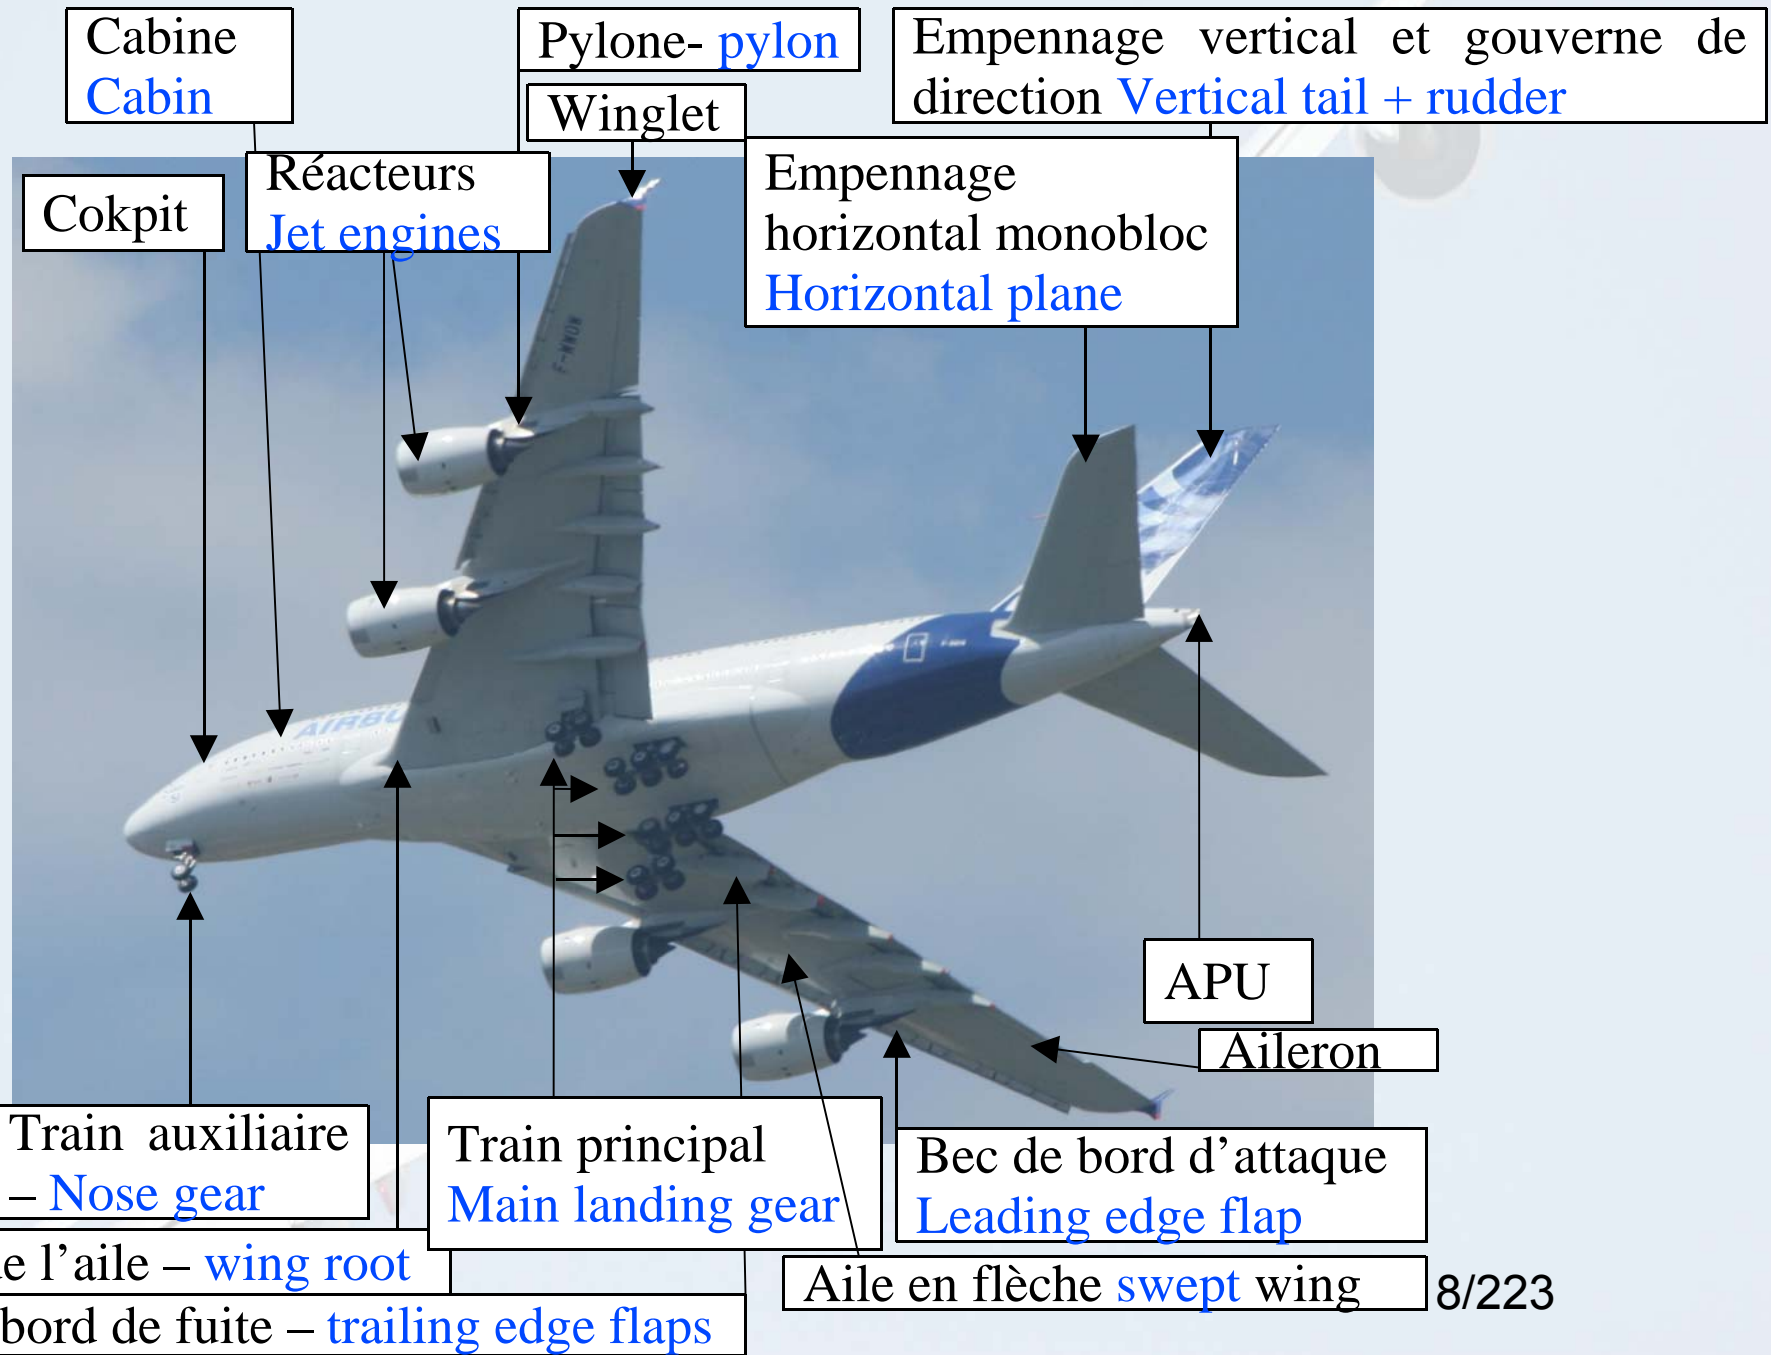 Cabine
Cabin
Pylone- pylon
Empennage vertical et gouverne de
direction Vertical tail + rudder
Winglet
Réacteurs
Jet engines
Cokpit
Empennage
horizontal monobloc
Horizontal plane
F-WWOW
AIRBU
APU
Aileron
Train auxiliaire
– Nose gear
Train principal
Main landing gear
Bec de bord d’attaque
Leading edge flap
e l’aile – wing root
Aile en flèche swept wing
8/223
bord de fuite – trailing edge flaps